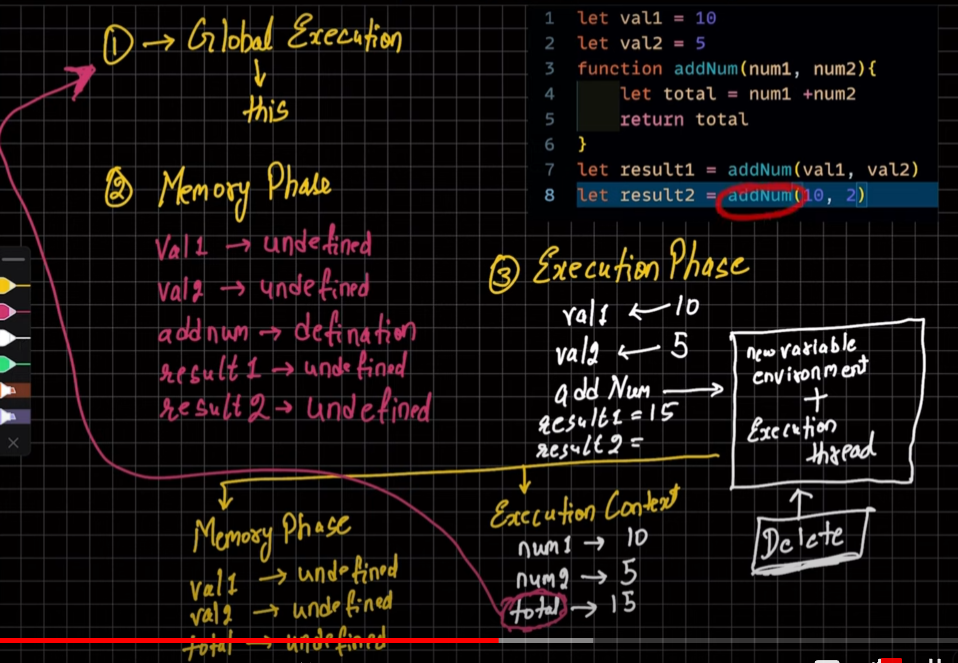 ① → Global Execution
↓
this
② Memory Phase
Val1 → undefined
val2 → undefined
addnum → defination
result1 → undefined
result2 → undefined
1 let val1 = 10
2 let val2 = 5
3 function addNum(num1, num2){
4 let total = num1 +num2
5 return total
6 }
7 let result1 = addNum(val1, val2)
8 let result2 = addNum(10, 2)
③ Execution Phase
val1 ← 10
val2 ← 5
add Num →
result1 = 15
result2 =
new variable
environment
+
Execution
thread
Delete
Memory Phase
val1 → undefined
val2 → undefined
total → undefined
Execution Context
num1 → 10
num2 → 5
total → 15